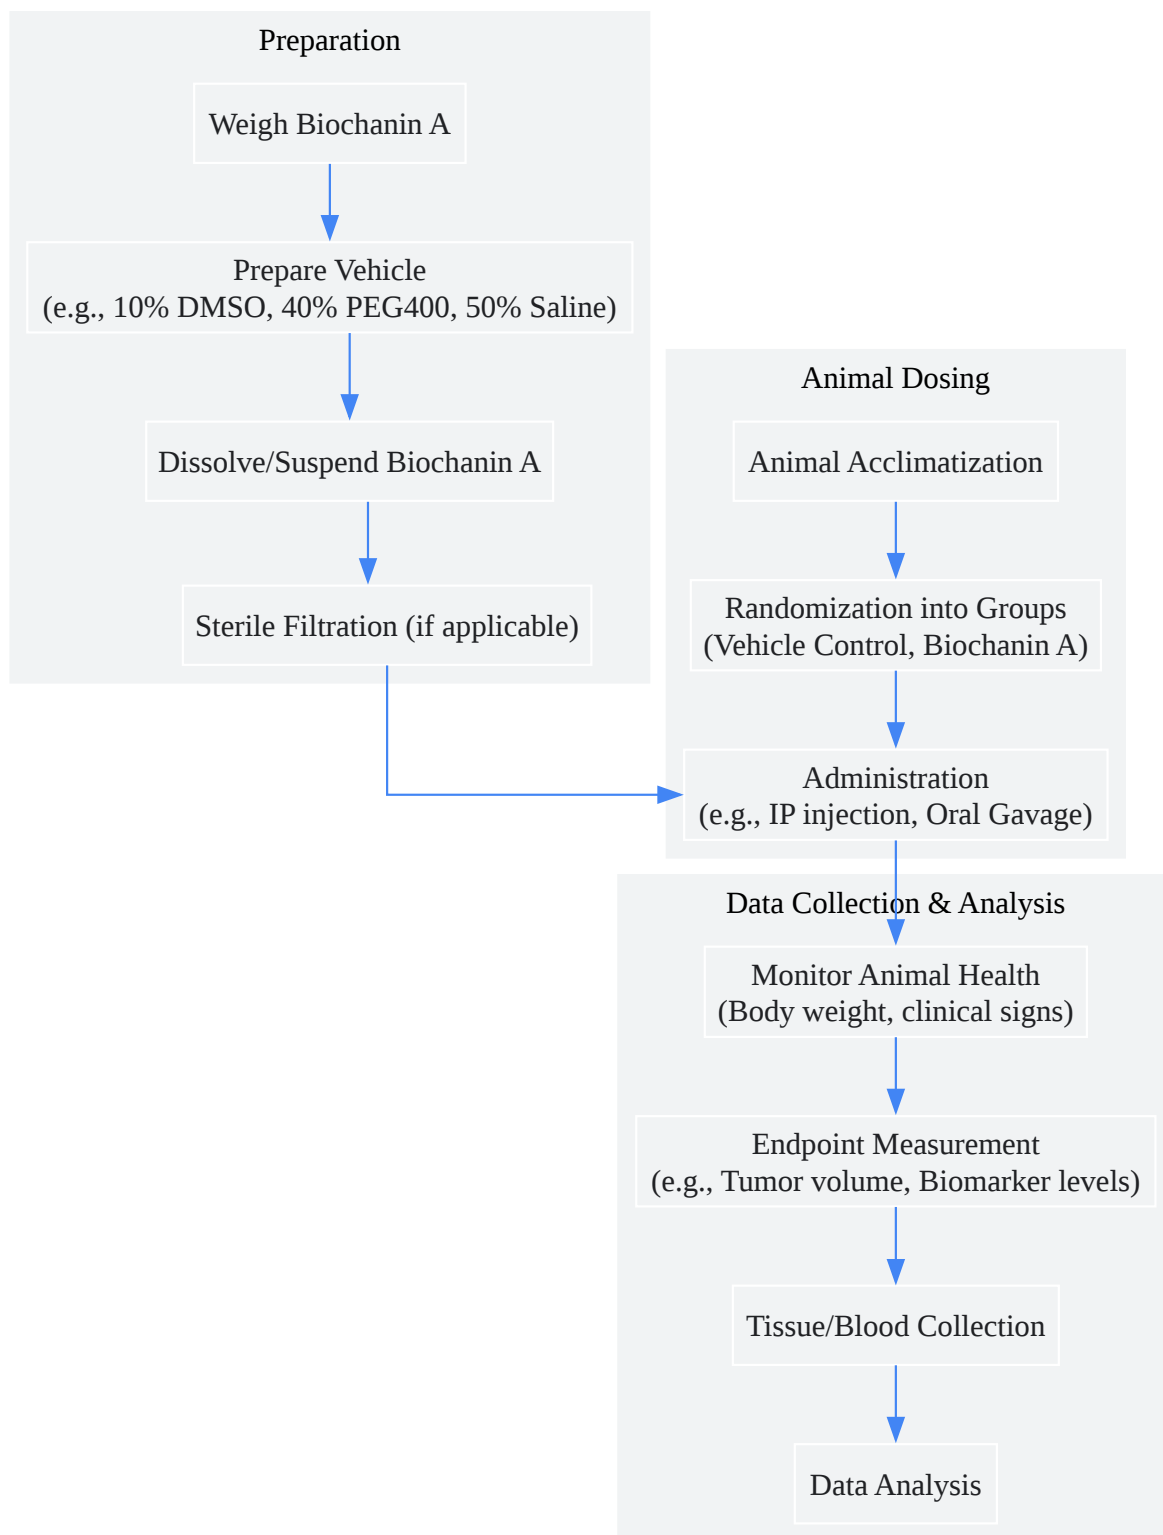 Preparation
Weigh Biochanin A
Prepare Vehicle
(e.g., 10% DMSO, 40% PEG400, 50% Saline)
Dissolve/Suspend Biochanin A
Sterile Filtration (if applicable)
Animal Dosing
Animal Acclimatization
Randomization into Groups
(Vehicle Control, Biochanin A)
Administration
(e.g., IP injection, Oral Gavage)
Data Collection & Analysis
Monitor Animal Health
(Body weight, clinical signs)
Endpoint Measurement
(e.g., Tumor volume, Biomarker levels)
Tissue/Blood Collection
Data Analysis